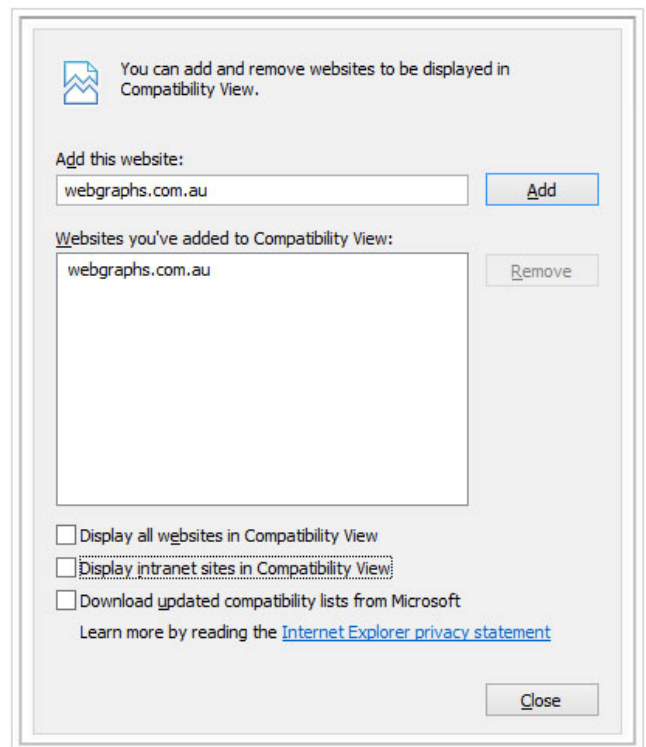 You can add and remove websites to be displayed in
Compatibility View.
Add this website:
webgraphs.com.au
Add
Websites you've added to Compatibility View:
webgraphs.com.au
Remove
Display all websites in Compatibility View
Display intranet sites in Compatibility View
Download updated compatibility lists from Microsoft
Learn more by reading the Internet Explorer privacy statement
Close